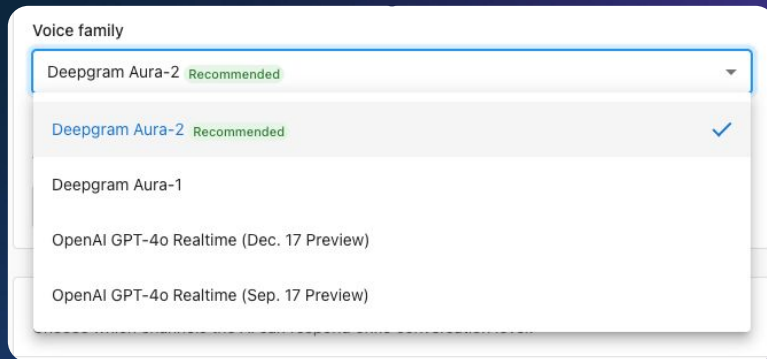 Voice family
Deepgram Aura-2 Recommended
Deepgram Aura-2 Recommended
Deepgram Aura-1
OpenAI GPT-4o Realtime (Dec. 17 Preview)
OpenAI GPT-4o Realtime (Sep. 17 Preview)